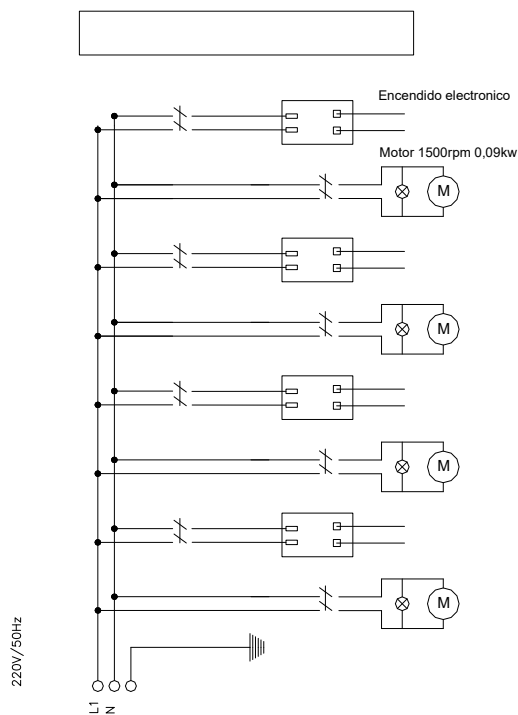 Encendido electronico
Motor 1500rpm 0,09kw
M
M
M
M
220V/50Hz
L1
N